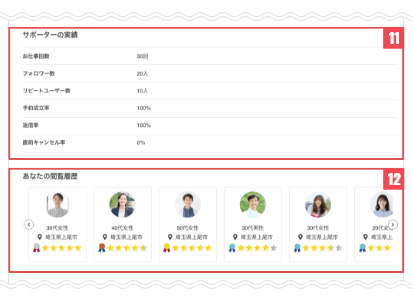 サポーターの実績
11
お仕事回数 30回
フォロワー数 20人
リピートユーザー数 10人
予約成立率 100%
返信率 100%
直前キャンセル率 0%
あなたの閲覧履歴
12
30代女性 40代女性 50代女性 30代男性 30代女性 20代女
埼玉県上尾市 埼玉県上尾市 埼玉県上尾市 埼玉県上尾市 埼玉県上尾市 埼玉県上